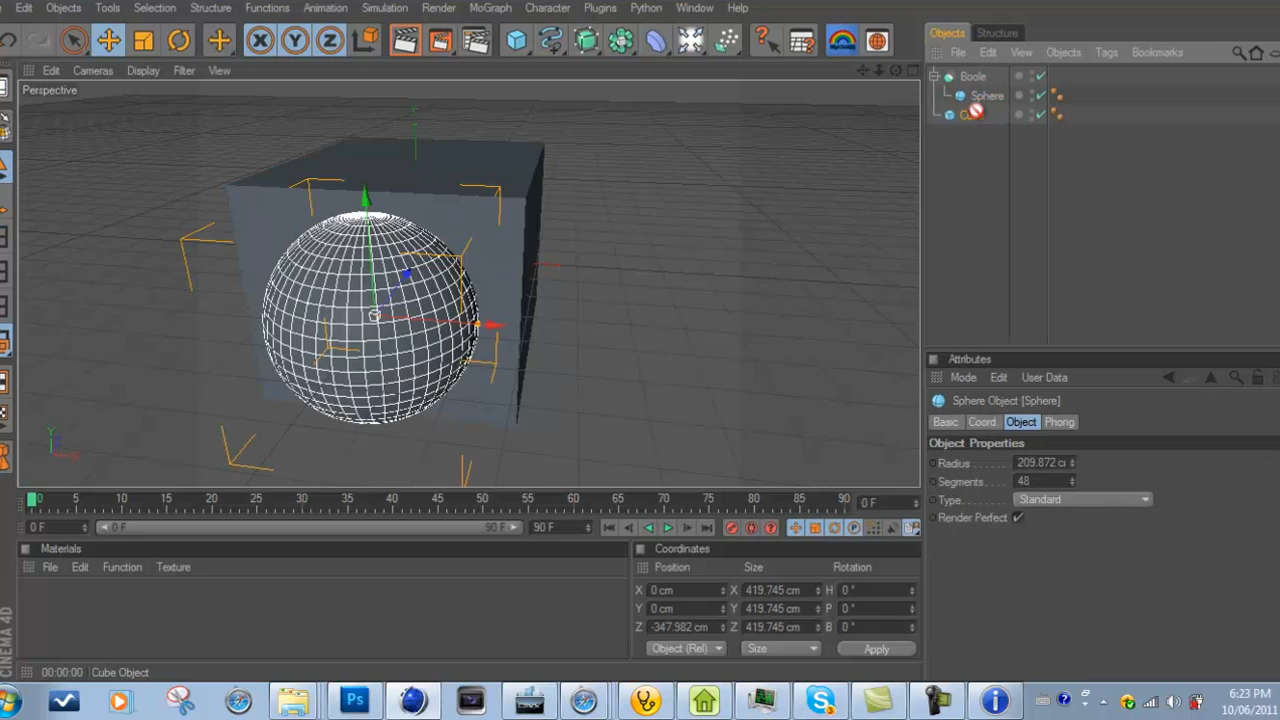 Edit Objects Tools Selection Structure Functions Animation Simulation Render MoGraph Character Plugins Python Window Help
X Y Z
Objects Structure
File Edit View Objects Tags Bookmarks
Edit Cameras Display Filter View
Perspective
Boole
Sphere
Y
Y
Attributes
Mode Edit User Data
Sphere Object [Sphere]
Basic Coord. Object Phong
Object Properties
Radius 209.872 c
Segments 48
Type Standard
Render Perfect
0 5 10 15 20 25 30 35 40 45 50 55 60 65 70 75 80 85 90 0 F
0 F 0 F 90 F 90 F
Materials
File Edit Function Texture
Coordinates
Position Size Rotation
X 0 cm X 419.745 cm H 0 °
Y 0 cm Y 419.745 cm P 0 °
Z -347.982 cm Z 419.745 cm B 0 °
Object (Rel) Size Apply
CINEMA 4D
00:00:00 Cube Object
Ps
6:23 PM
10/06/2011